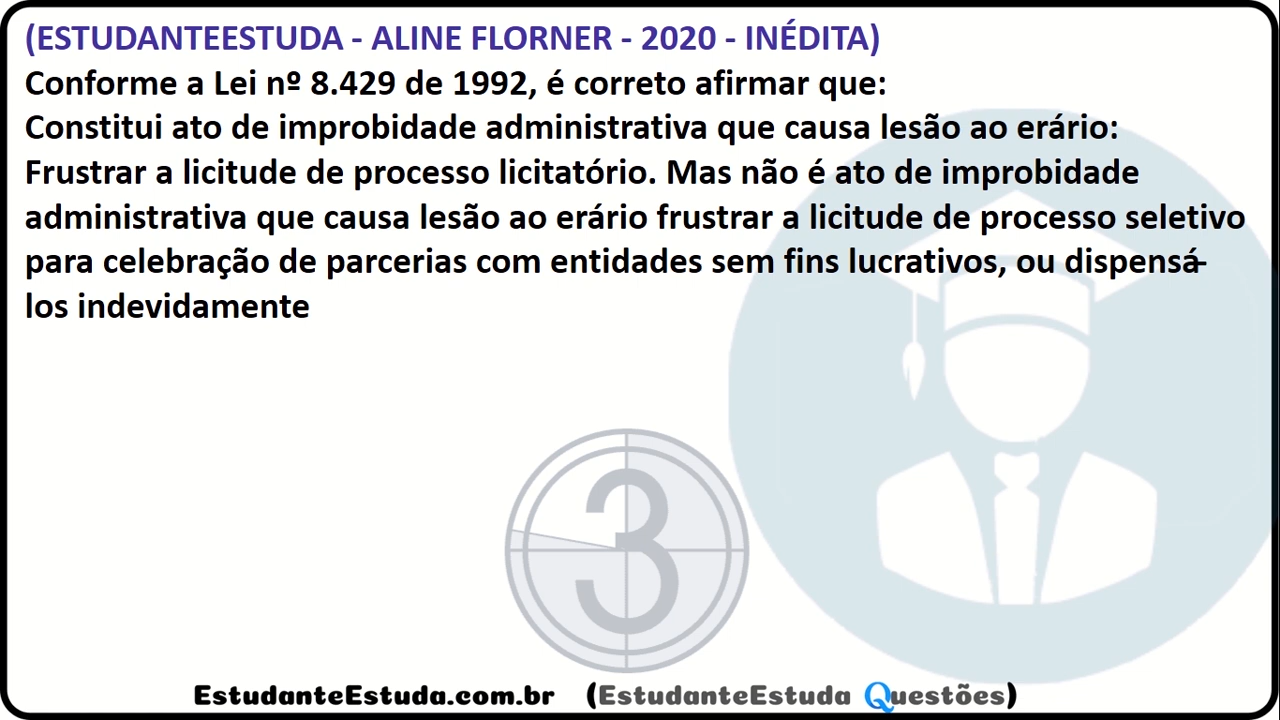 (ESTUDANTEESTUDA - ALINE FLORNER - 2020 - INÉDITA)
Conforme a Lei nº 8.429 de 1992, é correto afirmar que:
Constitui ato de improbidade administrativa que causa lesão ao erário:
Frustrar a licitude de processo licitatório. Mas não é ato de improbidade
administrativa que causa lesão ao erário frustrar a licitude de processo seletivo
para celebração de parcerias com entidades sem fins lucrativos, ou dispensá-
los indevidamente
3
EstudanteEstuda.com.br (EstudanteEstuda Questões)